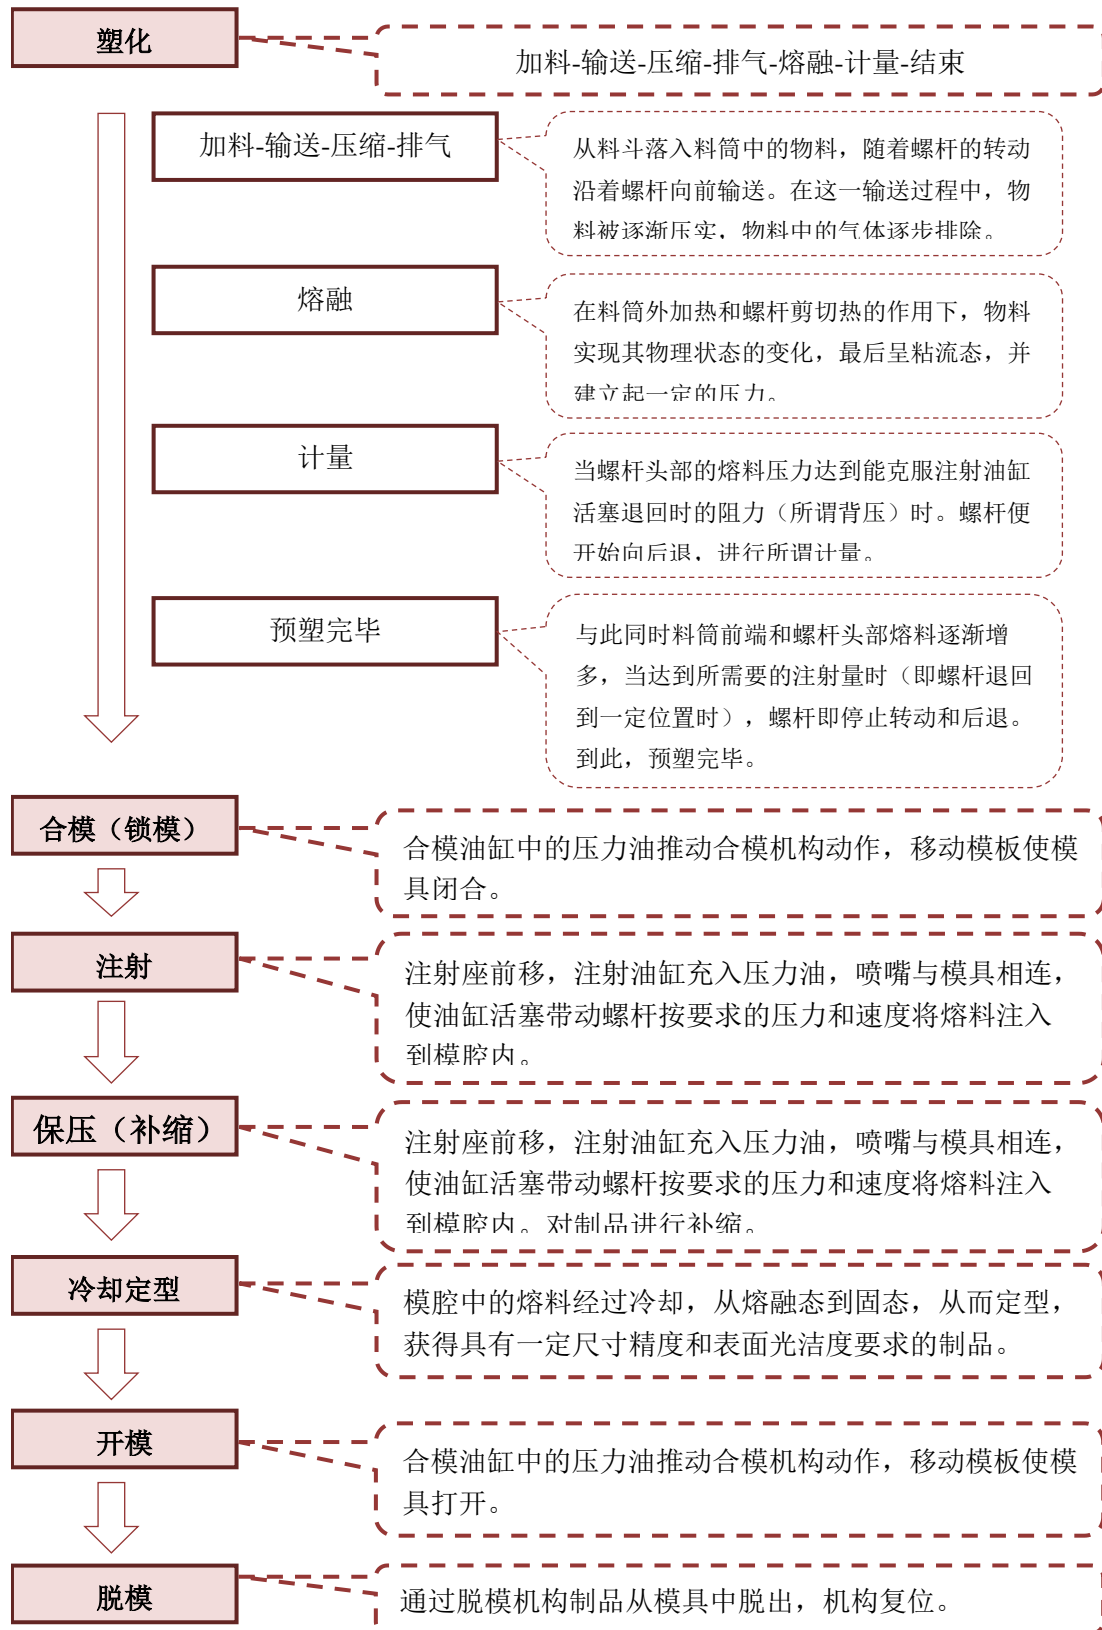 塑化
加料-输送-压缩-排气-熔融-计量-结束
加料-输送-压缩-排气
从料斗落入料筒中的物料，随着螺杆的转动
沿着螺杆向前输送。在这一输送过程中，物
料被逐渐压实，物料中的气体逐步排除。
熔融
在料筒外加热和螺杆剪切热的作用下，物料
实现其物理状态的变化，最后呈粘流态，并
建立起一定的压力。
计量
当螺杆头部的熔料压力达到能克服注射油缸
活塞退回时的阻力（所谓背压）时。螺杆便
开始向后退，进行所谓计量。
预塑完毕
与此同时料筒前端和螺杆头部熔料逐渐增
多，当达到所需要的注射量时（即螺杆退回
到一定位置时），螺杆即停止转动和后退。
到此，预塑完毕。
合模（锁模）
合模油缸中的压力油推动合模机构动作，移动模板使模
具闭合。
注射
注射座前移，注射油缸充入压力油，喷嘴与模具相连，
使油缸活塞带动螺杆按要求的压力和速度将熔料注入
到模腔内。
保压（补缩）
注射座前移，注射油缸充入压力油，喷嘴与模具相连，
使油缸活塞带动螺杆按要求的压力和速度将熔料注入
到模腔内。对制品进行补缩。
冷却定型
模腔中的熔料经过冷却，从熔融态到固态，从而定型，
获得具有一定尺寸精度和表面光洁度要求的制品。
开模
合模油缸中的压力油推动合模机构动作，移动模板使模
具打开。
脱模
通过脱模机构制品从模具中脱出，机构复位。